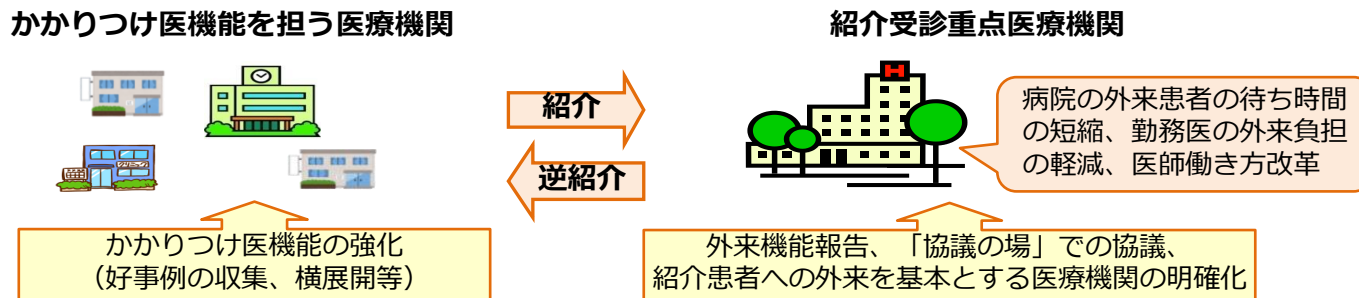 かかりつけ医機能を担う医療機関
紹介受診重点医療機関
紹介
逆紹介
病院の外来患者の待ち時間
の短縮、勤務医の外来負担
の軽減、医師働き方改革
かかりつけ医機能の強化
（好事例の収集、横展開等）
外来機能報告、「協議の場」での協議、
紹介患者への外来を基本とする医療機関の明確化